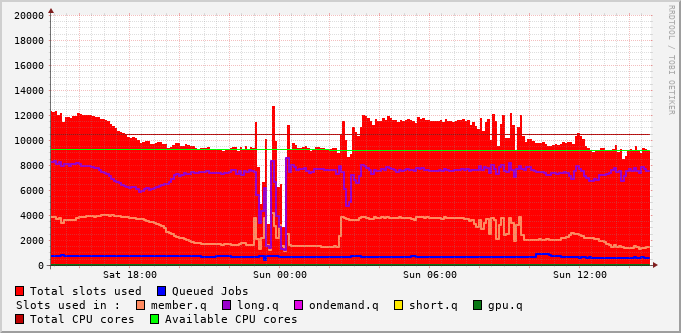 20000
18000
16000
14000
12000
10000
8000
6000
4000
2000
0
Sat 18:00 Sun 00:00 Sun 06:00 Sun 12:00
RRDTOOL / TOBI OETIKER
Total slots used Queued Jobs
Slots used in : member.q long.q ondemand.q short.q gpu.q
Total CPU cores Available CPU cores